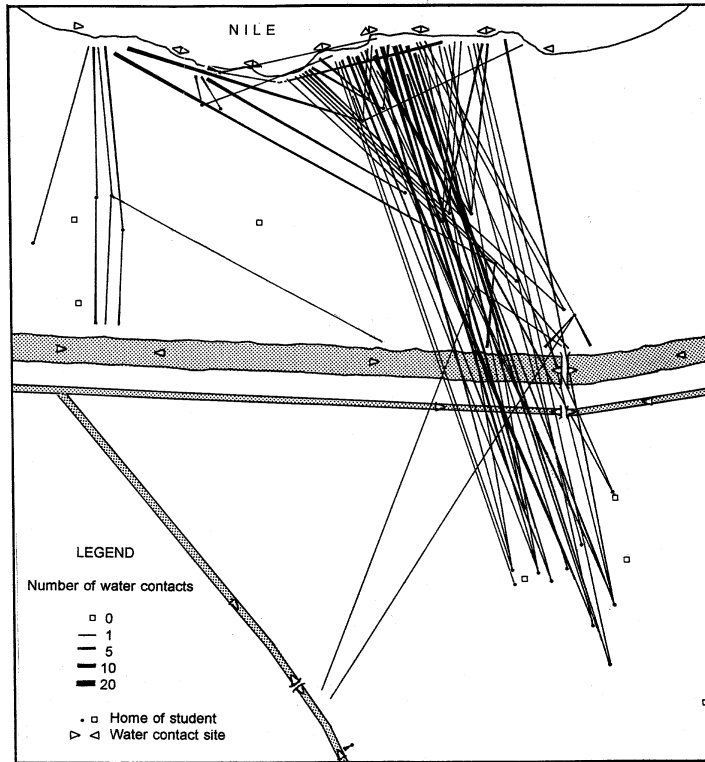 NILE
LEGEND
Number of water contacts
0
1
5
10
20
Home of student
Water contact site